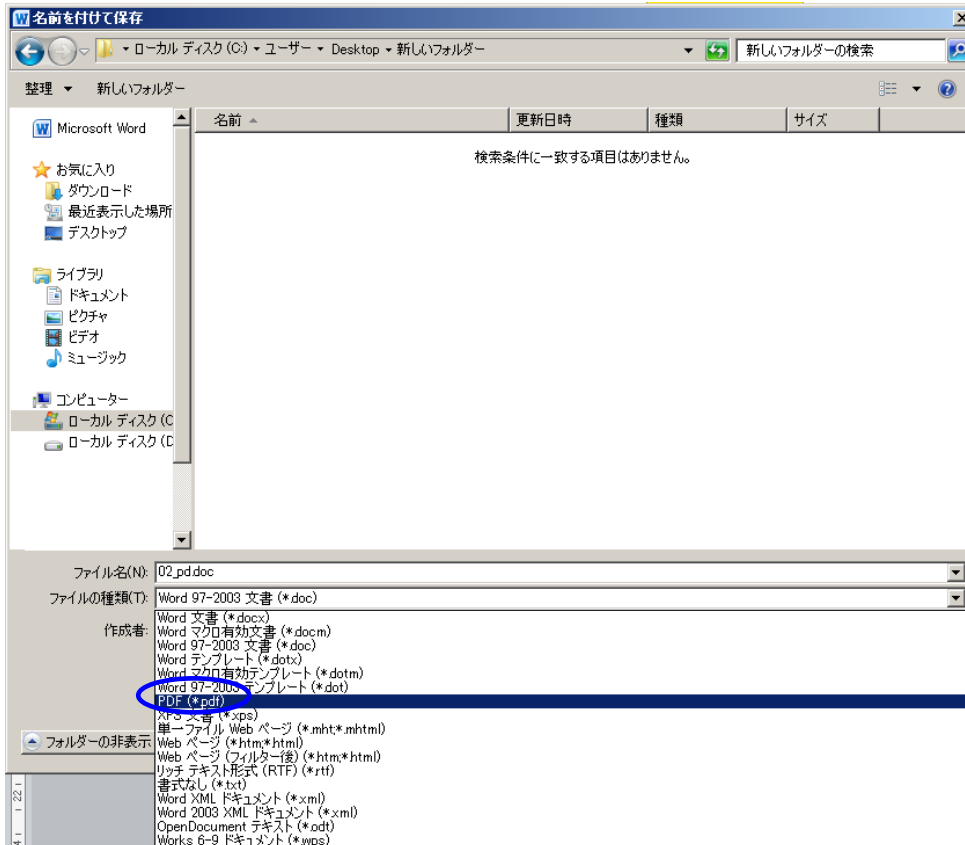 名前を付けて保存
ローカル ディスク (C:) ユーザー Desktop 新しいフォルダー
新しいフォルダーの検索
整理 新しいフォルダー
Microsoft Word
お気に入り
ダウンロード
最近表示した場所
デスクトップ
ライブラリ
ドキュメント
ピクチャ
ビデオ
ミュージック
コンピューター
ローカル ディスク (C
ローカル ディスク (D
名前 更新日時 種類 サイズ
検索条件に一致する項目はありません。
ファイル名(N): 02_pd.doc
ファイルの種類(T): Word 97-2003 文書 (*.doc)
作成者:
Word 文書 (*.docx)
Word マクロ有効文書 (*.docm)
Word 97-2003 文書 (*.doc)
Word テンプレート (*.dotx)
Word マクロ有効テンプレート (*.dotm)
Word 97-2003 テンプレート (*.dot)
PDF (*.pdf)
XPS 文書 (*.xps)
単一ファイル Web ページ (*.mht;*.mhtml)
Web ページ (*.htm;*.html)
Web ページ (フィルター後) (*.htm;*.html)
リッチ テキスト形式 (RTF) (*.rtf)
書式なし (*.txt)
Word XML ドキュメント (*.xml)
Word 2003 XML ドキュメント (*.xml)
OpenDocument テキスト (*.odt)
Works 6-9 ドキュメント (*.wps)
フォルダーの非表示
22